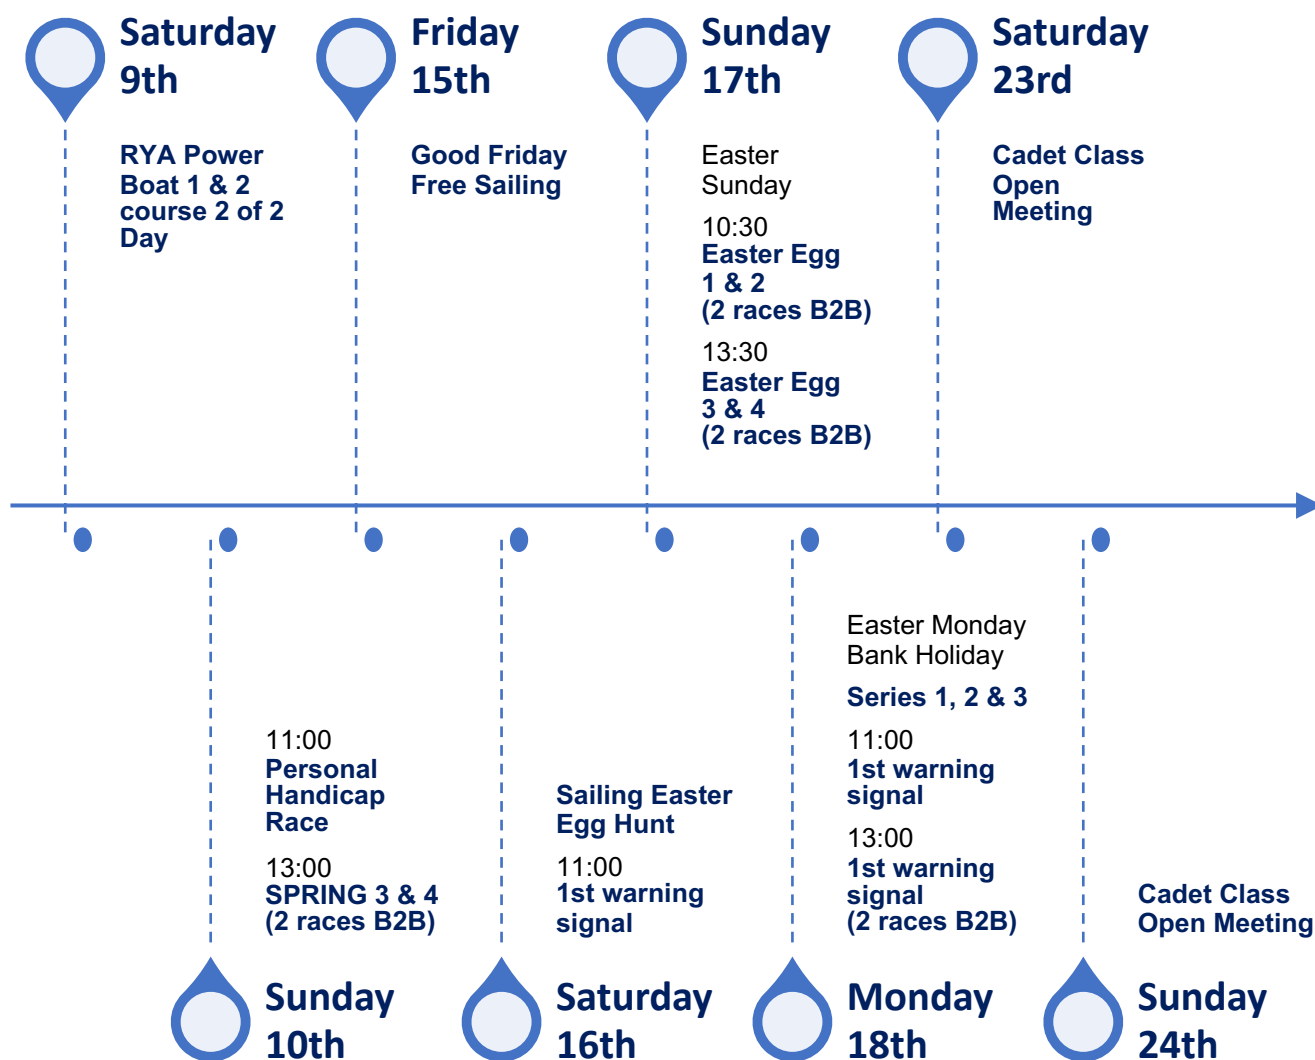 Saturday
9th
RYA Power
Boat 1 & 2
course 2 of 2
Day
Friday
15th
Good Friday
Free Sailing
Sunday
17th
Easter
Sunday
10:30
Easter Egg
1 & 2
(2 races B2B)
13:30
Easter Egg
3 & 4
(2 races B2B)
Saturday
23rd
Cadet Class
Open
Meeting
11:00
Personal
Handicap
Race
13:00
SPRING 3 & 4
(2 races B2B)
Sunday
10th
Sailing Easter
Egg Hunt
11:00
1st warning
signal
Saturday
16th
Easter Monday
Bank Holiday
Series 1, 2 & 3
11:00
1st warning
signal
13:00
1st warning
signal
(2 races B2B)
Monday
18th
Cadet Class
Open Meeting
Sunday
24th